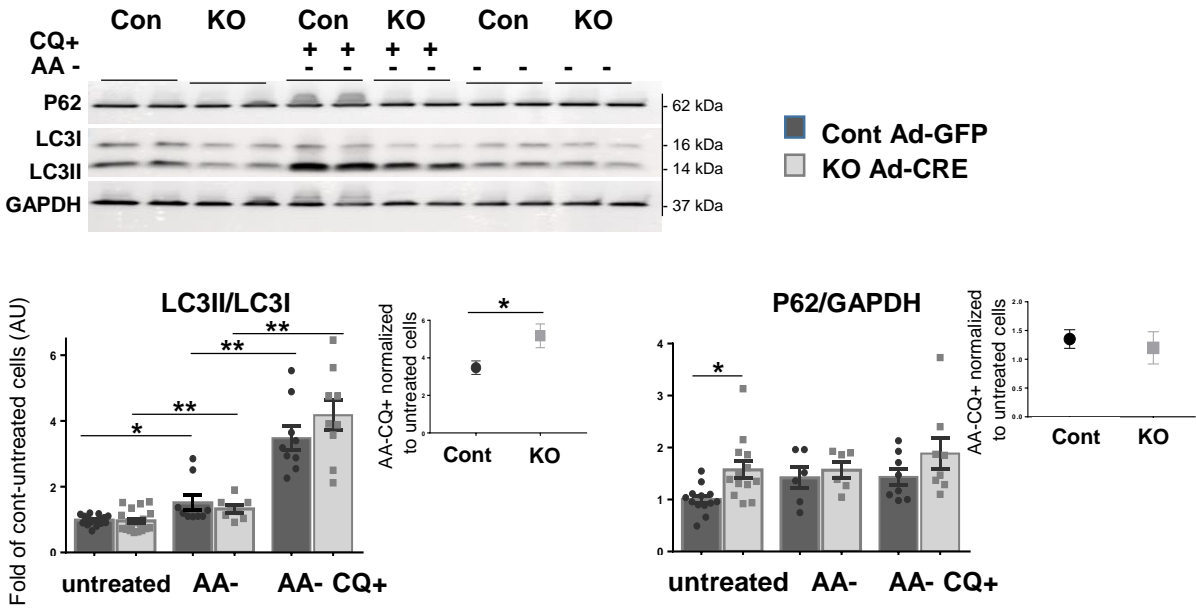 Con KO Con KO Con KO
CQ+ + + + +
AA - - - - - - - - -
P62
- 62 kDa
LC3I
- 16 kDa
LC3II
- 14 kDa
GAPDH
- 37 kDa
Cont Ad-GFP
KO Ad-CRE
Fold of cont-untreated cells (AU)
LC3II/LC3I
6
4
2
0
*
**
**
**
untreated AA- AA- CQ+
AA-CQ+ normalized
to untreated cells
6
4
2
0
*
Cont KO
P62/GAPDH
4
3
2
1
0
*
untreated AA- AA- CQ+
AA-CQ+ normalized
to untreated cells
2.0
1.5
1.0
0.5
0.0
Cont KO